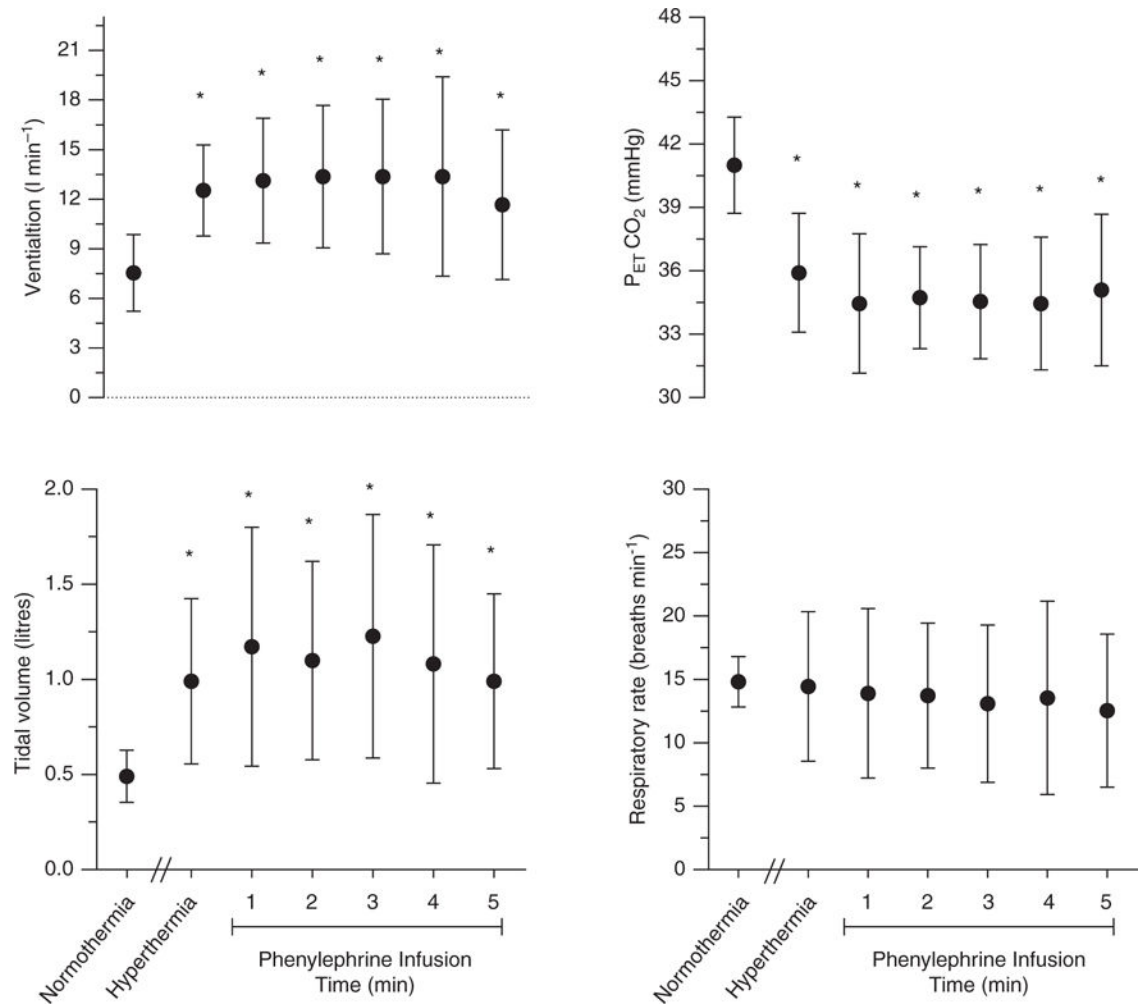 Ventialtion (l min⁻¹)
21
18
15
12
9
6
3
0
* * * * * *
P_ET CO₂ (mmHg)
48
45
42
39
36
33
30
* * * * * *
Tidal volume (litres)
2.0
1.5
1.0
0.5
0.0
* * * * * *
Normothermia
Hyperthermia
1 2 3 4 5
Phenylephrine Infusion
Time (min)
Respiratory rate (breaths min⁻¹)
30
25
20
15
10
5
0
Normothermia
Hyperthermia
1 2 3 4 5
Phenylephrine Infusion
Time (min)